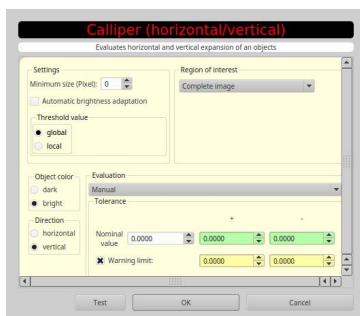 Calliper (horizontal/vertical)
Evaluates horizontal and vertical expansion of an objects
Settings
Minimum size (Pixel): 0
Automatic brightness adaptation
Threshold value
global
local
Region of interest
Complete image
Object color
dark
bright
Direction
horizontal
vertical
Evaluation
Manual
Tolerance
+ -
Nominal value 0.0000 0.0000 0.0000
Warning limit: 0.0000 0.0000
Test OK Cancel